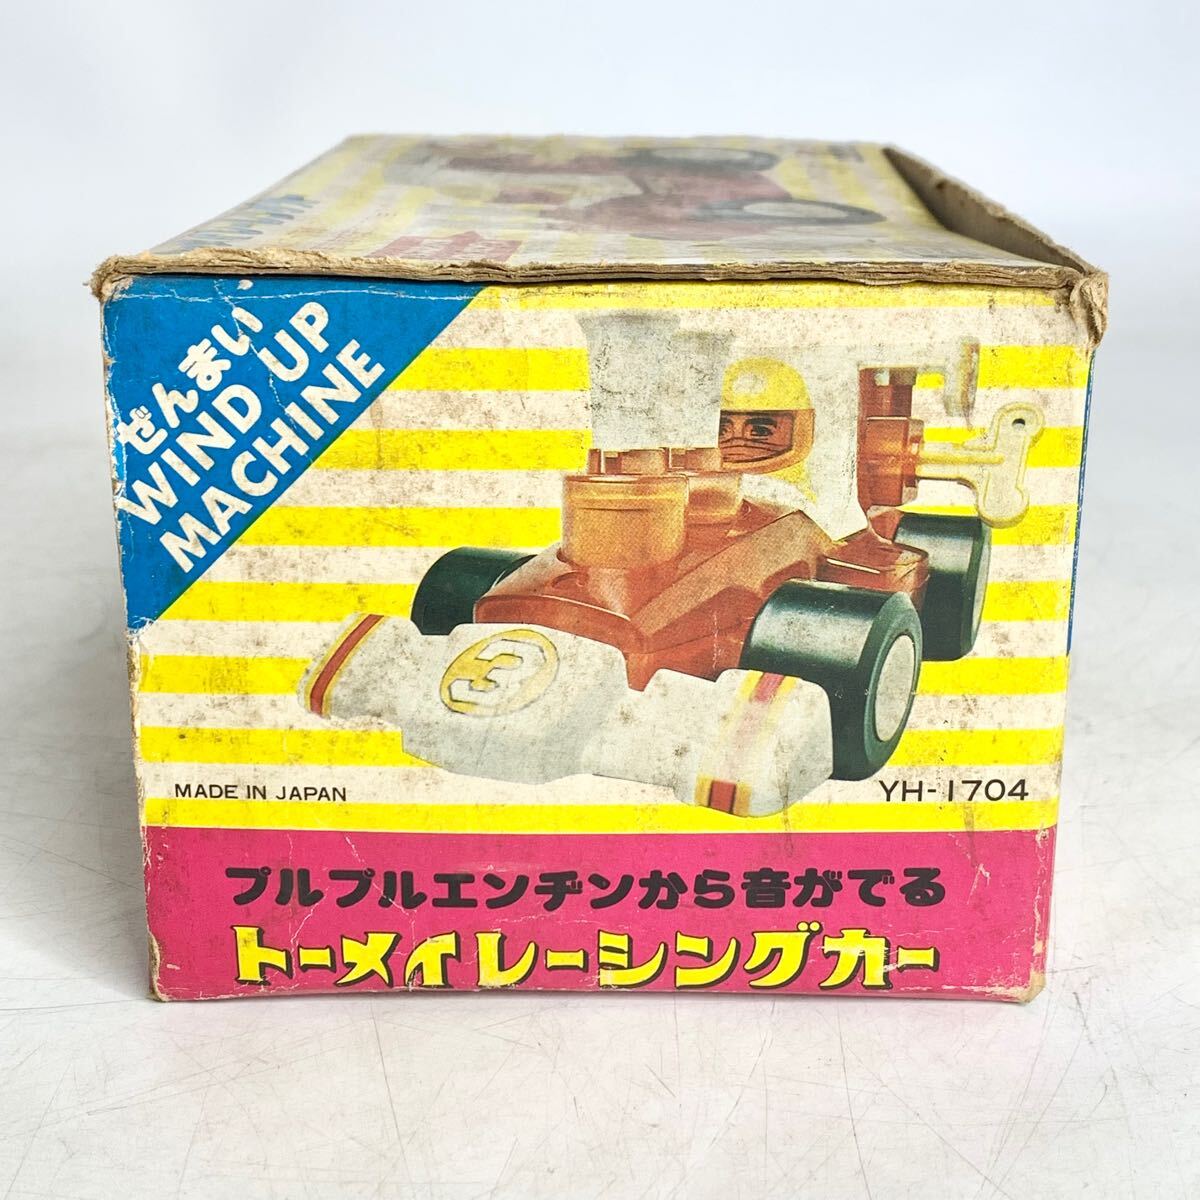 ぜんまい
WIND UP
MACHINE
3
MADE IN JAPAN
YH-1704
プルプルエンヂンから音がでる
トーメイレーシングカー